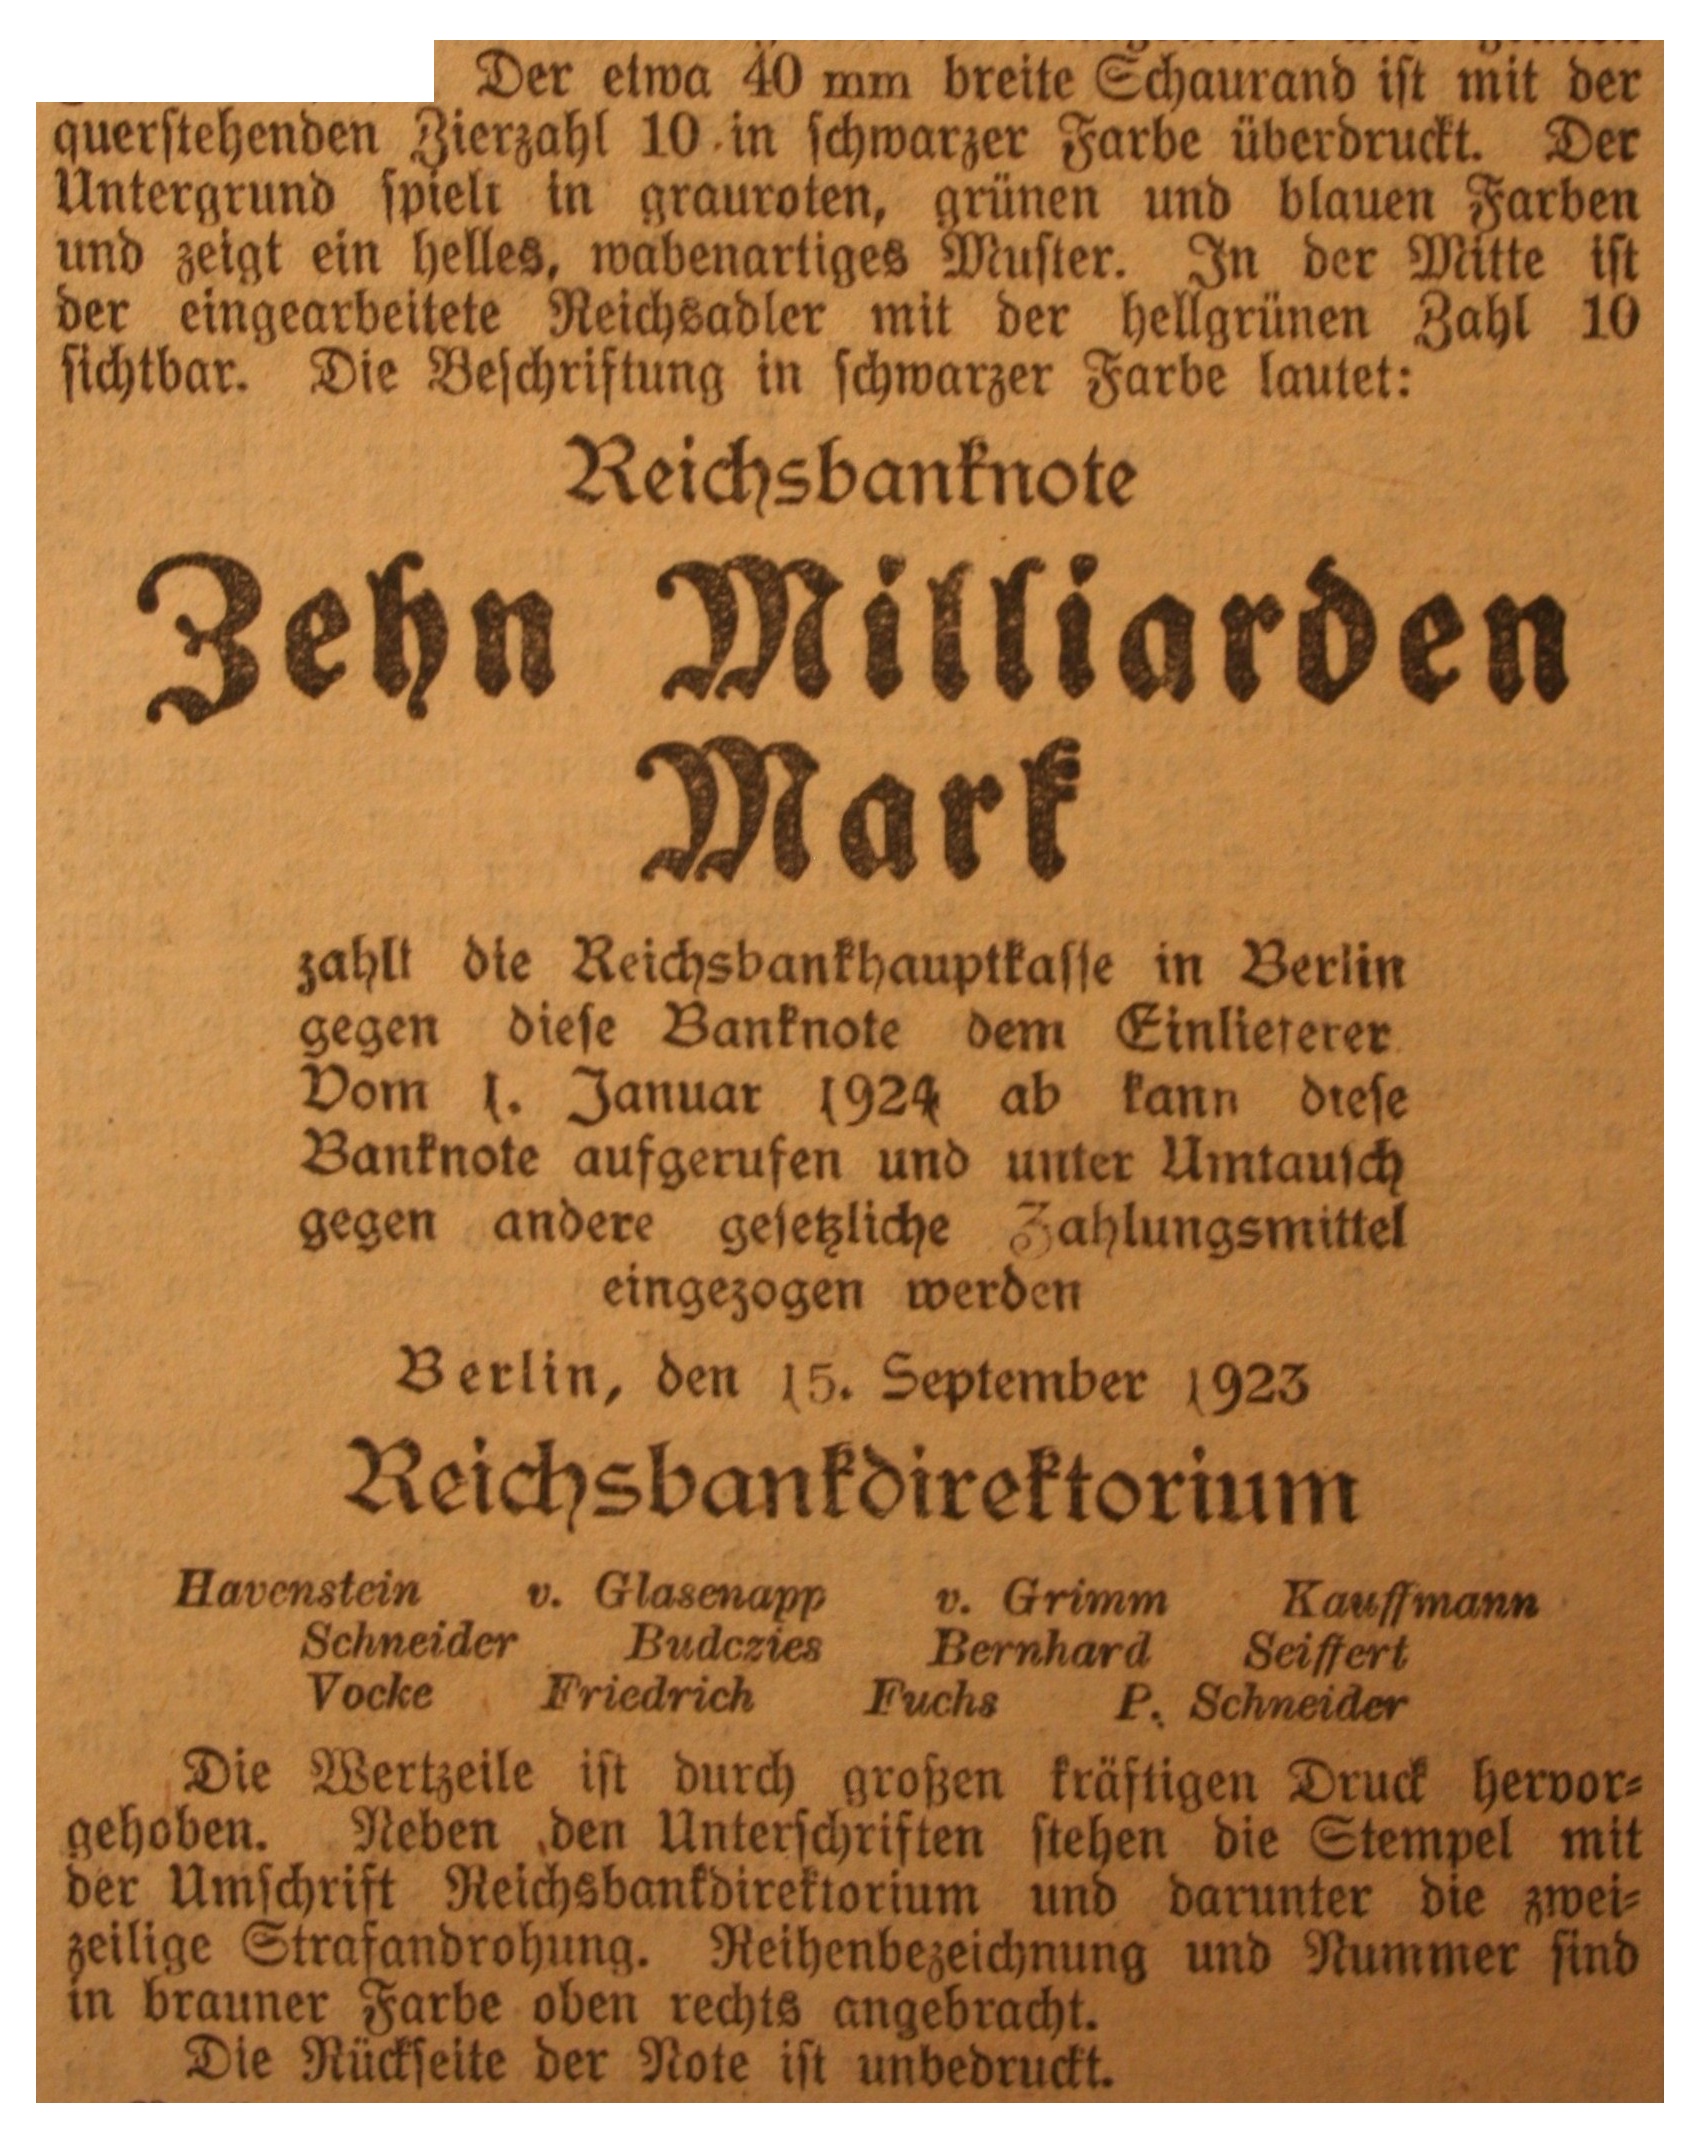 Der etwa 40 mm breite Schaurand ist mit der
querstehenden Zierzahl 10 in schwarzer Farbe überdruckt. Der
Untergrund spielt in grauroten, grünen und blauen Farben
und zeigt ein helles, wabenartiges Muster. In der Mitte ist
der eingearbeitete Reichsadler mit der hellgrünen Zahl 10
sichtbar. Die Beschriftung in schwarzer Farbe lautet:
Reichsbanknote
Zehn Milliarden
Mark
zahlt die Reichsbankhauptkasse in Berlin
gegen diese Banknote dem Einlieferer
Vom 1. Januar 1924 ab kann diese
Banknote aufgerufen und unter Umtausch
gegen andere gesetzliche Zahlungsmittel
eingezogen werden
Berlin, den 15. September 1923
Reichsbankdirektorium
Havenstein v. Glasenapp v. Grimm Kauffmann
Schneider Budczies Bernhard Seiffert
Vocke Friedrich Fuchs P. Schneider
Die Wertzeile ist durch großen kräftigen Druck hervor-
gehoben. Neben den Unterschriften stehen die Stempel mit
der Umschrift Reichsbankdirektorium und darunter die zwei-
zeilige Strafandrohung. Reihenbezeichnung und Nummer sind
in brauner Farbe oben rechts angebracht.
Die Rückseite der Note ist unbedruckt.